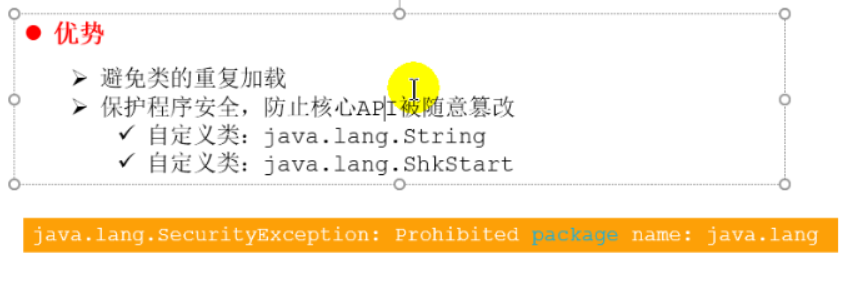 优势
避免类的重复加载
保护程序安全，防止核心API被随意篡改
自定义类：java.lang.String
自定义类：java.lang.ShkStart
java.lang.SecurityException: Prohibited package name: java.lang